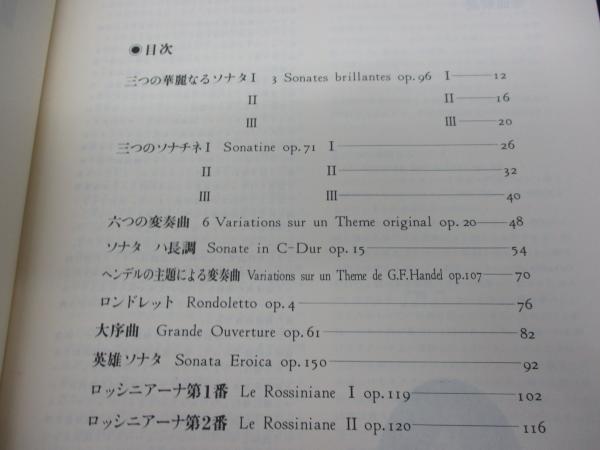 ◉目次
三つの華麗なるソナタ I 3 Sonates brillantes op.96 I 12
II II 16
III III 20
三つのソナチネ I Sonatine op.71 I 26
II II 32
III III 40
六つの変奏曲 6 Variations sur un Theme original op.20 48
ソナタ ハ長調 Sonate in C-Dur op.15 54
ヘンデルの主題による変奏曲 Variations sur un Theme de G.F.Handel op.107 70
ロンドレット Rondoletto op.4 76
大序曲 Grande Ouverture op.61 82
英雄ソナタ Sonata Eroica op.150 92
ロッシニアーナ第1番 Le Rossiniane I op.119 102
ロッシニアーナ第2番 Le Rossiniane II op.120 116